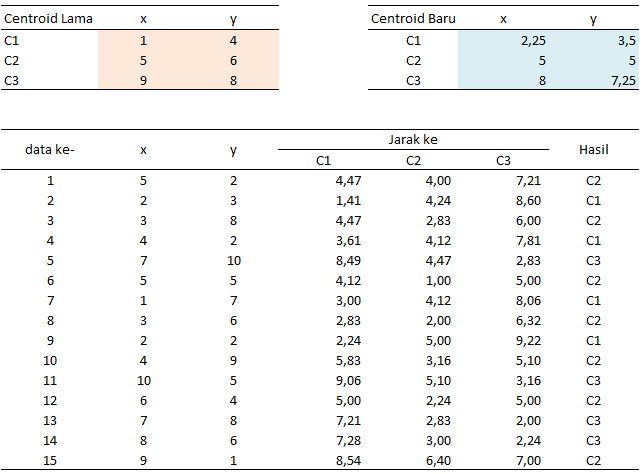 Centroid Lama x y Centroid Baru x y
C1 1 4 C1 2,25 3,5
C2 5 6 C2 5 5
C3 9 8 C3 8 7,25
Jarak ke
data ke- x y Hasil
C1 C2 C3
1 5 2 4,47 4,00 7,21 C2
2 2 3 1,41 4,24 8,60 C1
3 3 8 4,47 2,83 6,00 C2
4 4 2 3,61 4,12 7,81 C1
5 7 10 8,49 4,47 2,83 C3
6 5 5 4,12 1,00 5,00 C2
7 1 7 3,00 4,12 8,06 C1
8 3 6 2,83 2,00 6,32 C2
9 2 2 2,24 5,00 9,22 C1
10 4 9 5,83 3,16 5,10 C2
11 10 5 9,06 5,10 3,16 C3
12 6 4 5,00 2,24 5,00 C2
13 7 8 7,21 2,83 2,00 C3
14 8 6 7,28 3,00 2,24 C3
15 9 1 8,54 6,40 7,00 C2